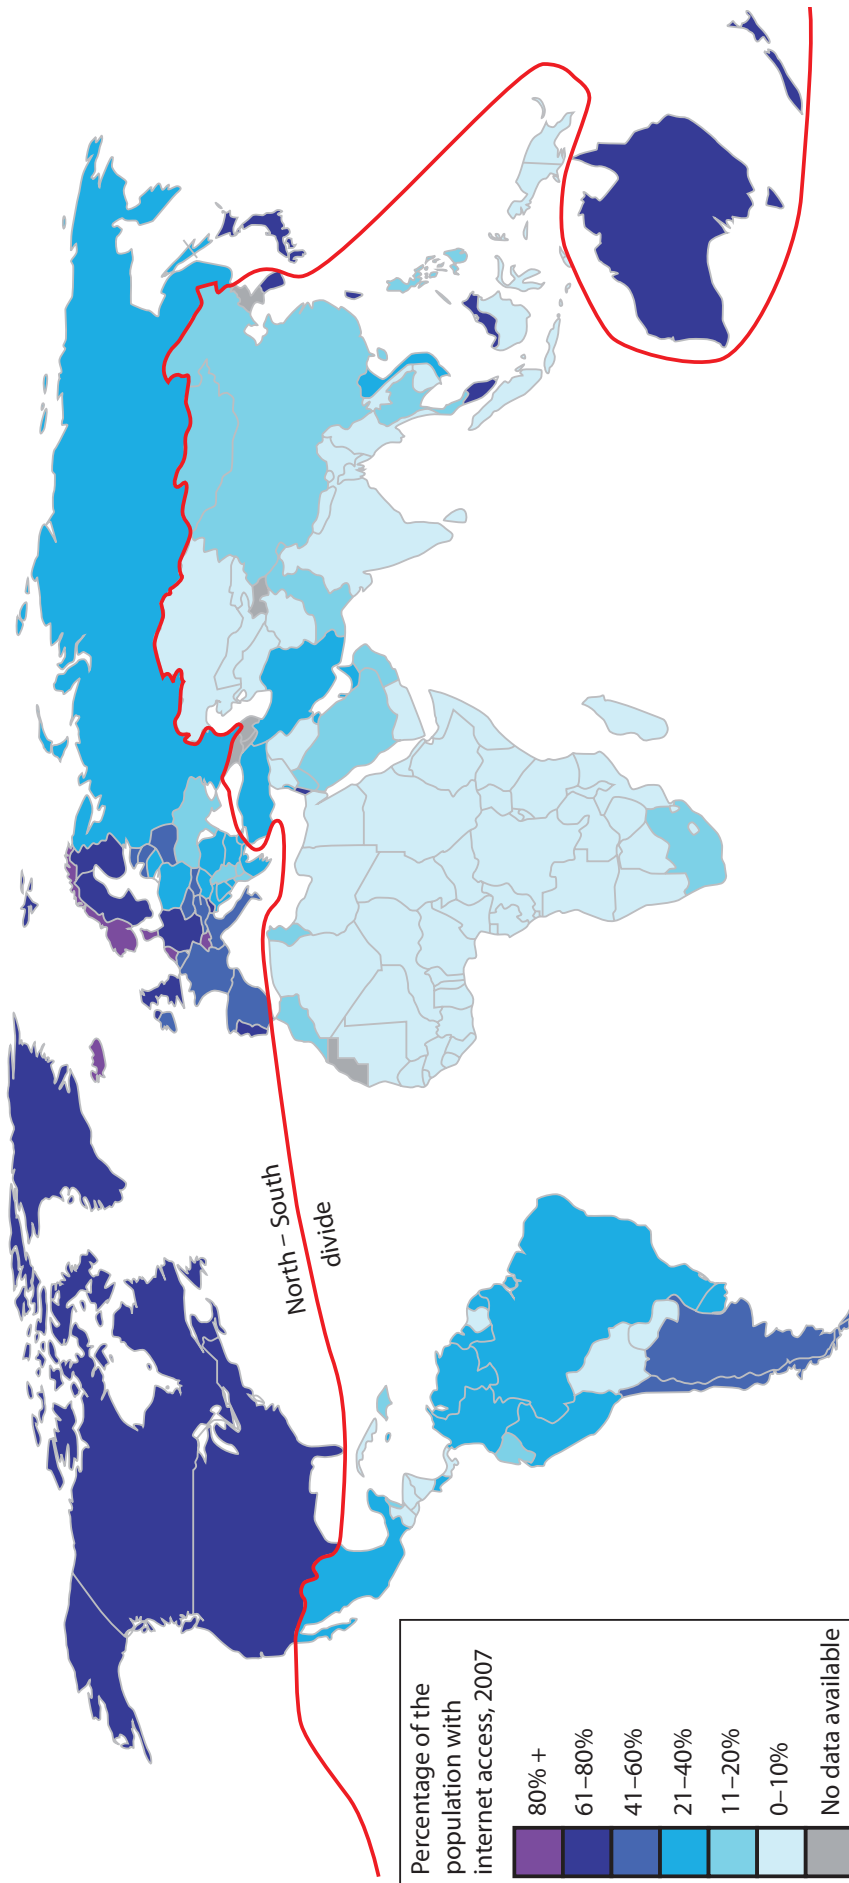 North – South
divide
Percentage of the
population with
internet access, 2007
80% +
61–80%
41–60%
21–40%
11–20%
0–10%
No data available